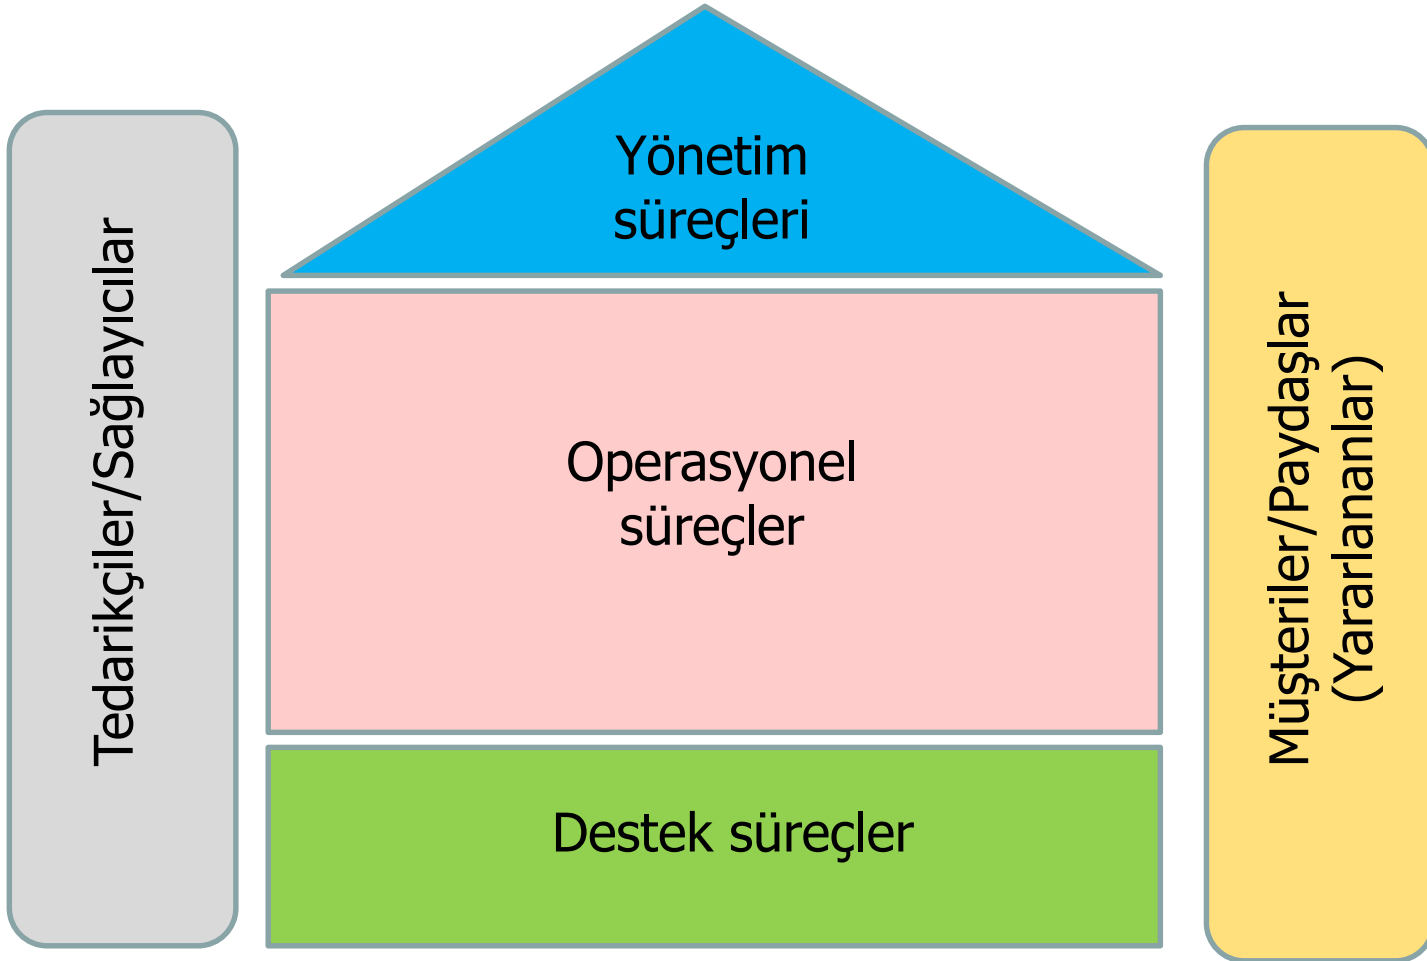 Tedarikçiler/Sağlayıcılar
Yönetim
süreçleri
Operasyonel
süreçler
Destek süreçler
Müşteriler/Paydaşlar
(Yararlananlar)